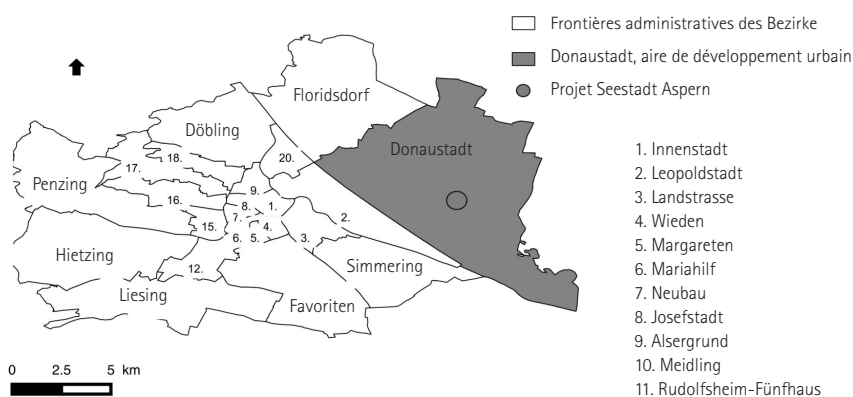 Frontières administratives des Bezirke
Donaustadt, aire de développement urbain
Projet Seestadt Aspern
Floridsdorf
Döbling
Donaustadt
20.
18.
17.
Penzing
9.
16.
8.
1.
7.
4.
2.
15.
6.
5.
3.
Hietzing
12.
Simmering
Liesing
Favoriten
1. Innenstadt
2. Leopoldstadt
3. Landstrasse
4. Wieden
5. Margareten
6. Mariahilf
7. Neubau
8. Josefstadt
9. Alsergrund
10. Meidling
11. Rudolfsheim-Fünfhaus
0 2.5 5 km